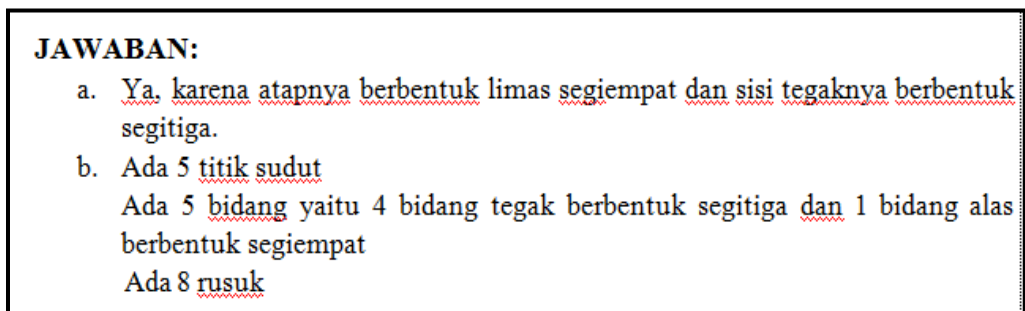 JAWABAN:
a. Ya, karena atapnya berbentuk limas segiempat dan sisi tegaknya berbentuk
segitiga.
b. Ada 5 titik sudut
Ada 5 bidang yaitu 4 bidang tegak berbentuk segitiga dan 1 bidang alas
berbentuk segiempat
Ada 8 rusuk